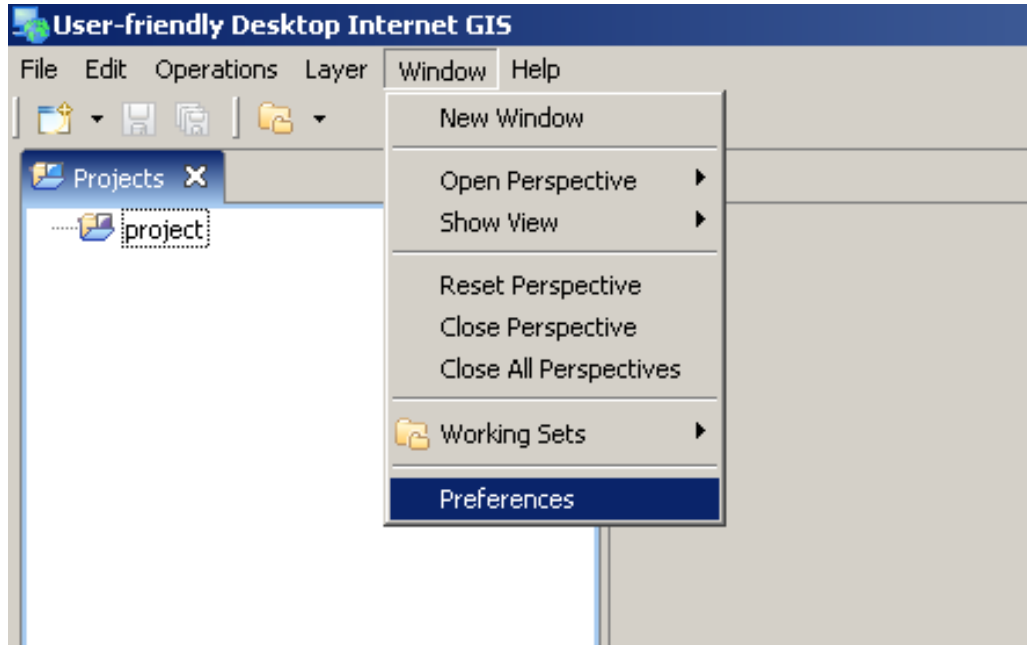 User-friendly Desktop Internet GIS
File Edit Operations Layer Window Help
New Window
Projects
Open Perspective
project
Show View
Reset Perspective
Close Perspective
Close All Perspectives
Working Sets
Preferences